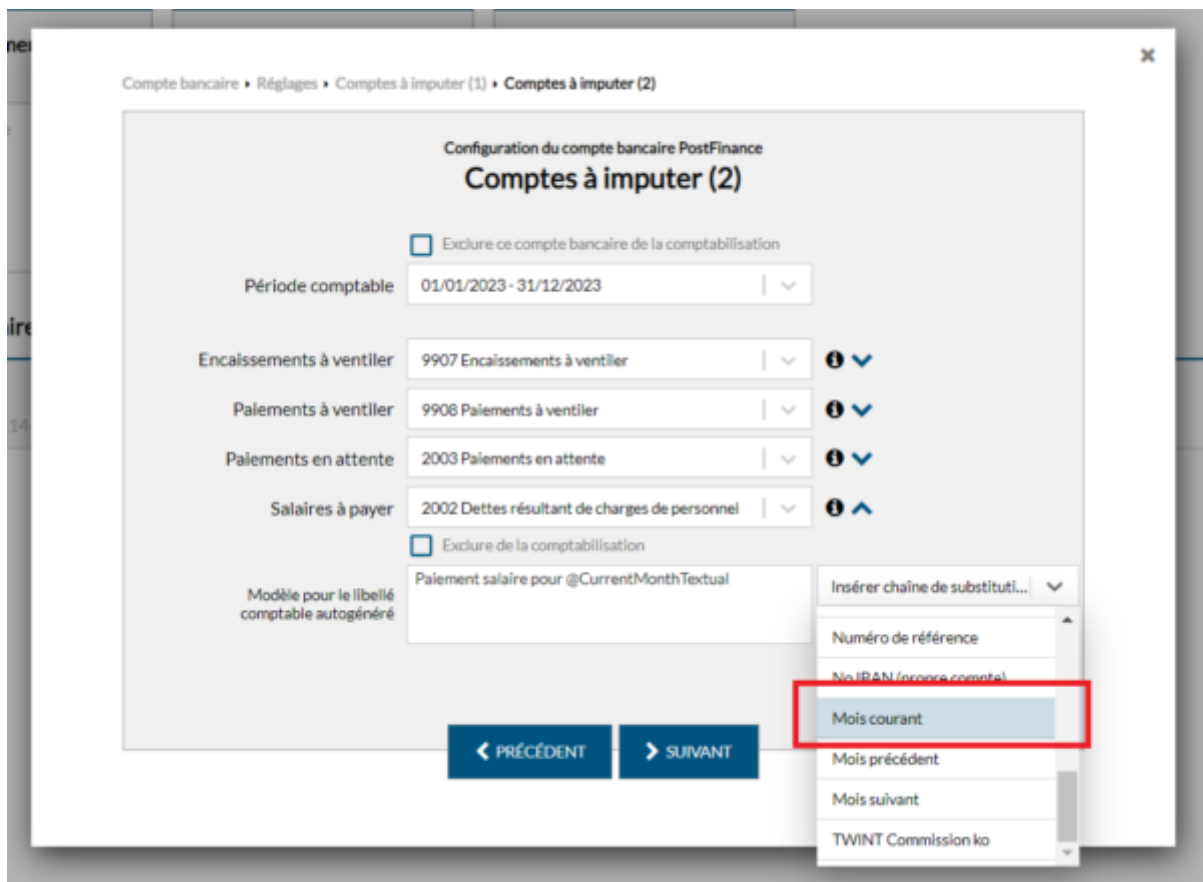 Compte bancaire ‣ Réglages ‣ Comptes à imputer (1) ‣ Comptes à imputer (2)
Configuration du compte bancaire PostFinance
Comptes à imputer (2)
Exclure ce compte bancaire de la comptabilisation
Période comptable 01/01/2023 - 31/12/2023
Encaissements à ventiler 9907 Encaissements à ventiler
Paiements à ventiler 9908 Paiements à ventiler
Paiements en attente 2003 Paiements en attente
Salaires à payer 2002 Dettes résultant de charges de personnel
Exclure de la comptabilisation
Modèle pour le libellé
comptable autogénéré
Paiement salaire pour @CurrentMonthTextual
Insérer chaîne de substituti...
Numéro de référence
No IBAN (propre compte)
Mois courant
Mois précédent
Mois suivant
TWINT Commission ko
PRÉCÉDENT
SUIVANT